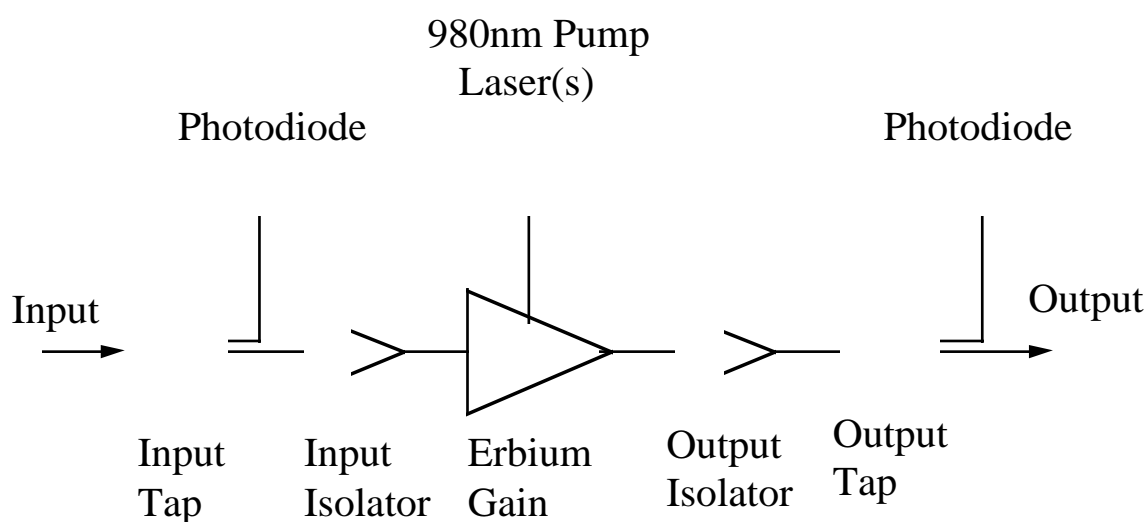 980nm Pump
Laser(s)
Photodiode
Photodiode
Input
Output
Input
Tap
Input
Isolator
Erbium
Gain
Output
Isolator
Output
Tap